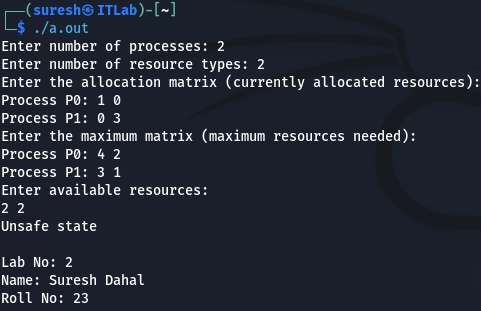 ┌──(suresh㉿ITLab)-[~]
└─$ ./a.out
Enter number of processes: 2
Enter number of resource types: 2
Enter the allocation matrix (currently allocated resources):
Process P0: 1 0
Process P1: 0 3
Enter the maximum matrix (maximum resources needed):
Process P0: 4 2
Process P1: 3 1
Enter available resources:
2 2
Unsafe state
Lab No: 2
Name: Suresh Dahal
Roll No: 23